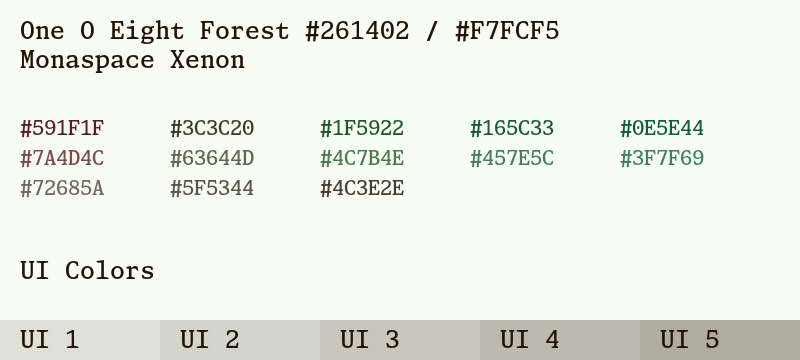 One O Eight Forest #261402 / #F7FCF5
Monaspace Xenon
#591F1F #3C3C20 #1F5922 #165C33 #0E5E44
#7A4D4C #63644D #4C7B4E #457E5C #3F7F69
#72685A #5F5344 #4C3E2E
UI Colors
UI 1 UI 2 UI 3 UI 4 UI 5